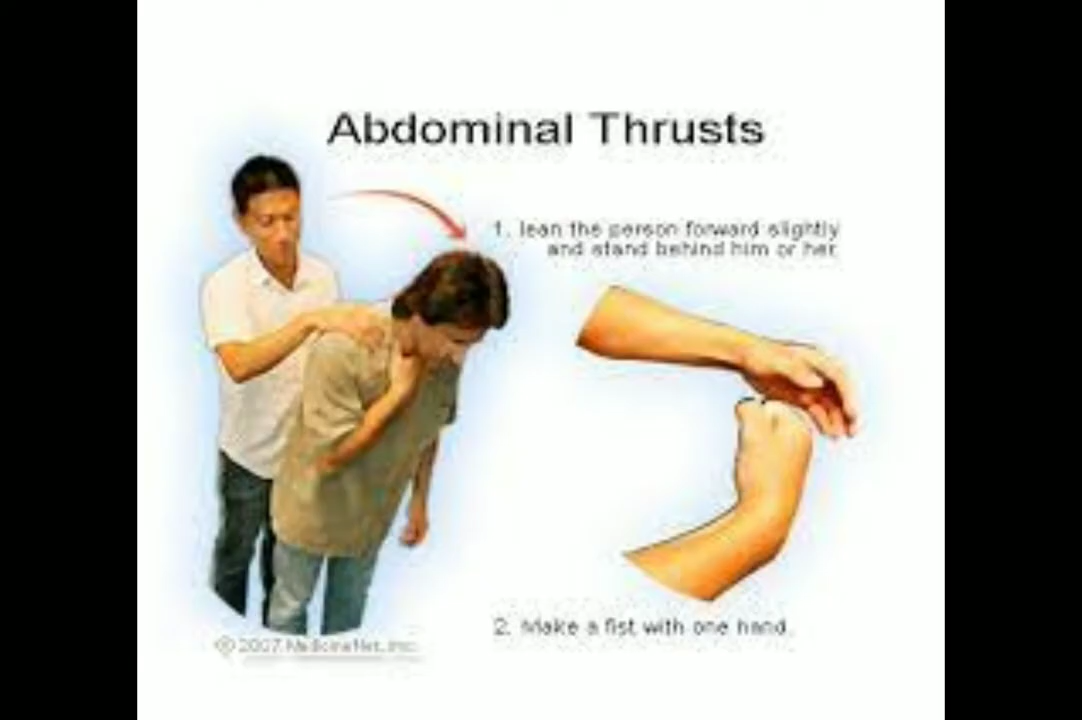 Abdominal Thrusts
1. lean the person forward slightly
and stand behind him or her.
2. Make a fist with one hand.
© 2007 MedicineNet, Inc.